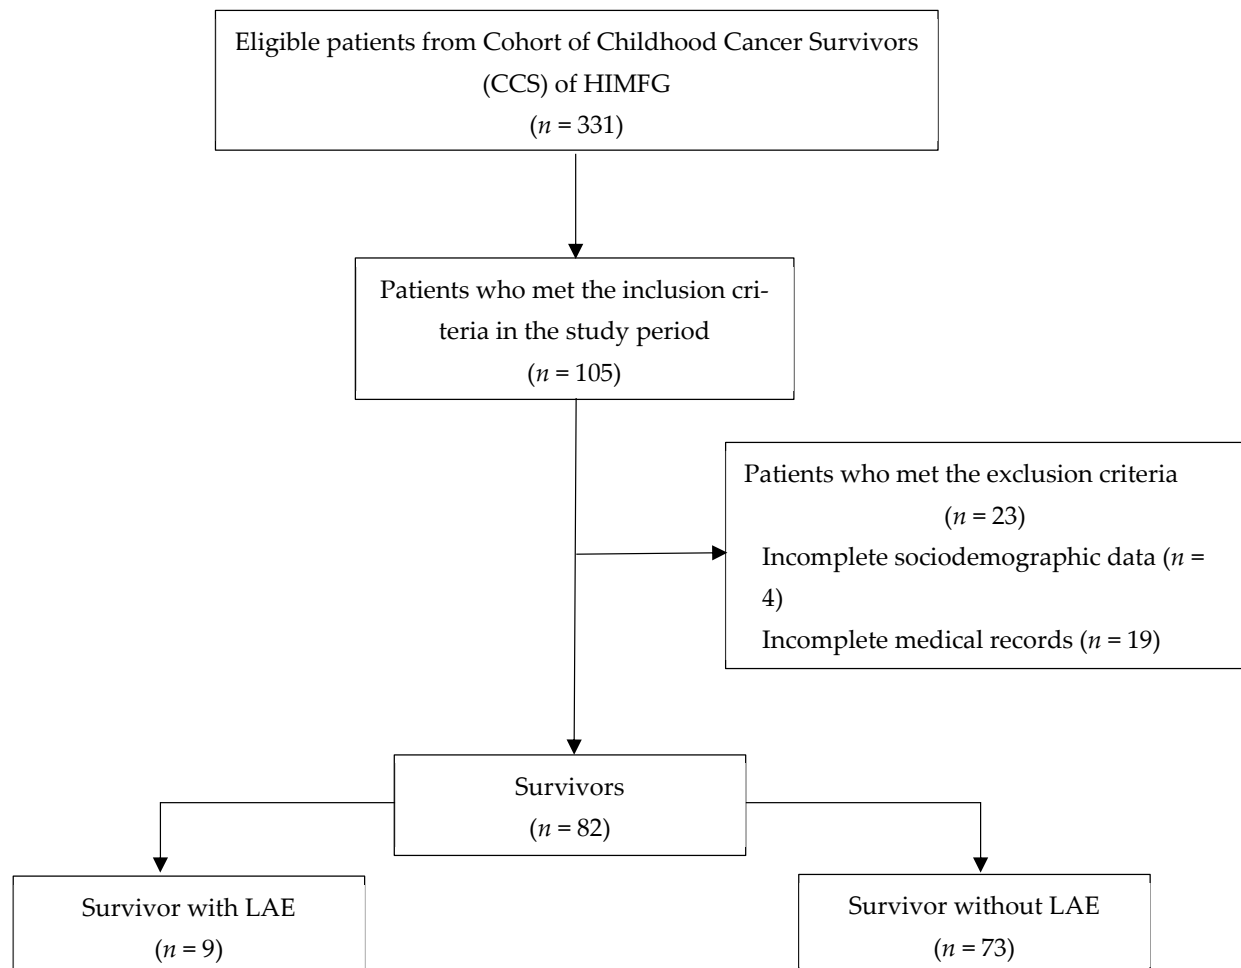 Eligible patients from Cohort of Childhood Cancer Survivors
(CCS) of HIMFG
(n = 331)
Patients who met the inclusion cri-
teria in the study period
(n = 105)
Patients who met the exclusion criteria
(n = 23)
Incomplete sociodemographic data (n =
4)
Incomplete medical records (n = 19)
Survivors
(n = 82)
Survivor with LAE
(n = 9)
Survivor without LAE
(n = 73)